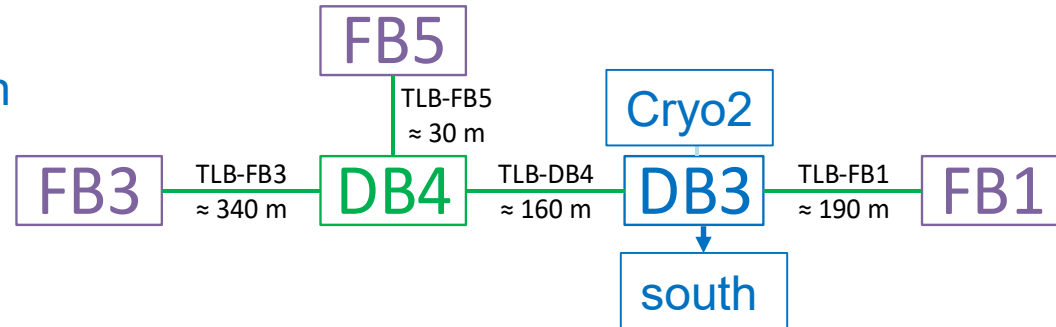 FB5
TLB-FB5
≈ 30 m
Cryo2
FB3
TLB-FB3
≈ 340 m
DB4
TLB-DB4
≈ 160 m
DB3
TLB-FB1
≈ 190 m
FB1
south